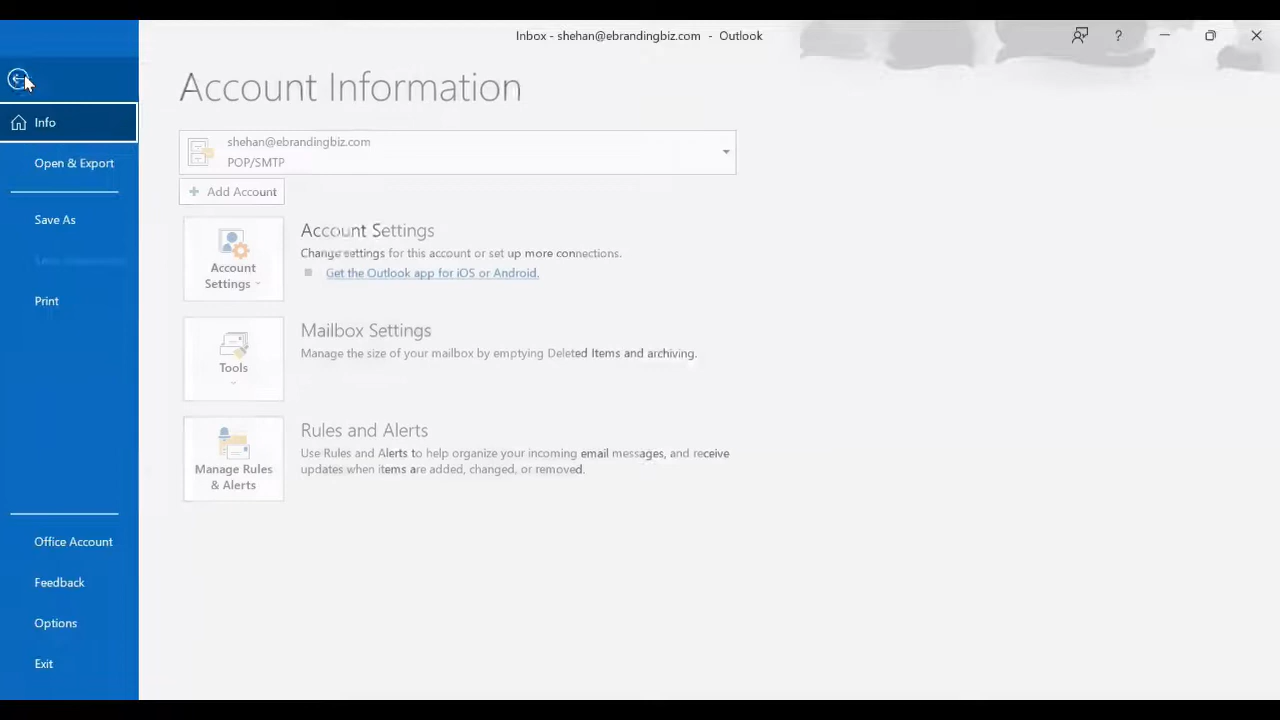 Inbox - shehan@ebrandingbiz.com - Outlook
?
Account Information
Info
shehan@ebrandingbiz.com
POP/SMTP
Open & Export
Add Account
Save As
Account Settings
Change settings for this account or set up more connections.
Get the Outlook app for iOS or Android.
Account
Settings
Print
Mailbox Settings
Manage the size of your mailbox by emptying Deleted Items and archiving.
Tools
Rules and Alerts
Use Rules and Alerts to help organize your incoming email messages, and receive
updates when items are added, changed, or removed.
Manage Rules
& Alerts
Office Account
Feedback
Options
Exit